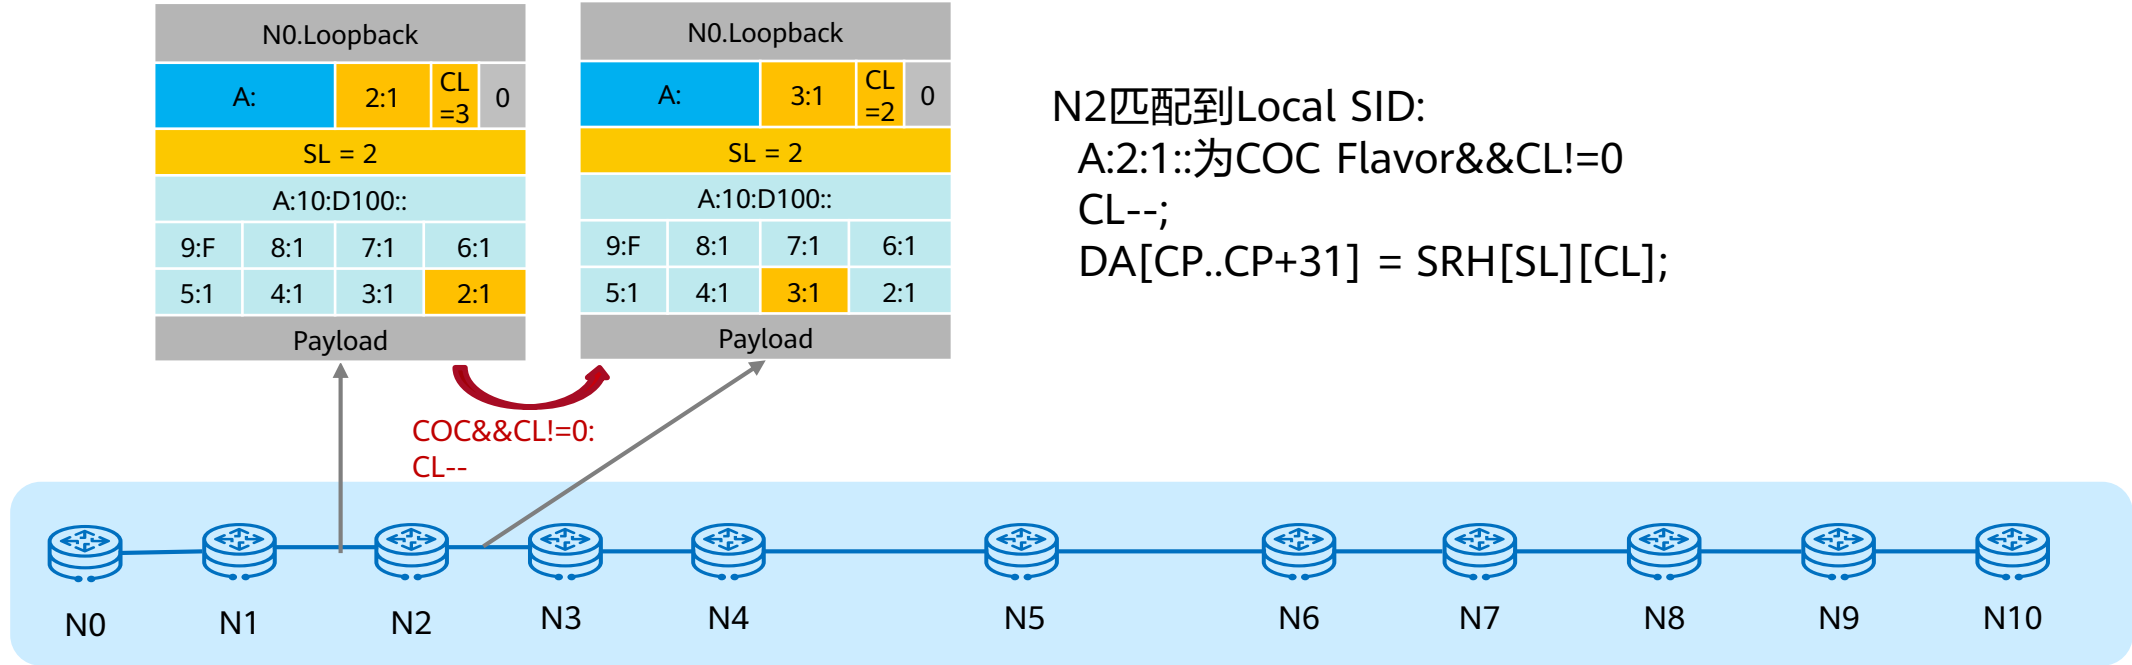 N0.Loopback
A: 2:1 CL =3 0
SL = 2
A:10:D100::
9:F 8:1 7:1 6:1
5:1 4:1 3:1 2:1
Payload
N0.Loopback
A: 3:1 CL =2 0
SL = 2
A:10:D100::
9:F 8:1 7:1 6:1
5:1 4:1 3:1 2:1
Payload
N2匹配到Local SID:
A:2:1::为COC Flavor&&CL!=0
CL--;
DA[CP..CP+31] = SRH[SL][CL];
COC&&CL!=0:
CL--
N0 N1 N2 N3 N4 N5 N6 N7 N8 N9 N10